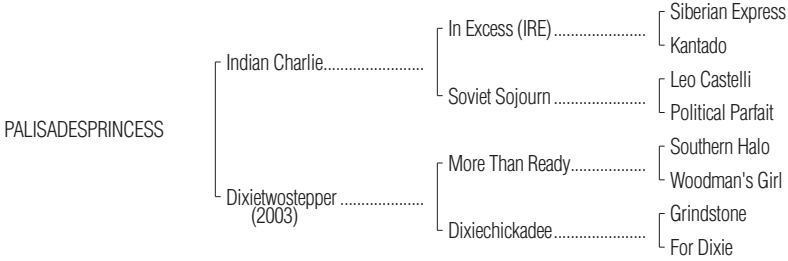 Siberian Express
In Excess (IRE)......................
Kantado
Indian Charlie........................
Leo Castelli
Soviet Sojourn ......................
Political Parfait
PALISADESPRINCESS
Southern Halo
More Than Ready..................
Woodman's Girl
Dixietwostepper ....................
(2003)
Grindstone
Dixiechickadee......................
For Dixie